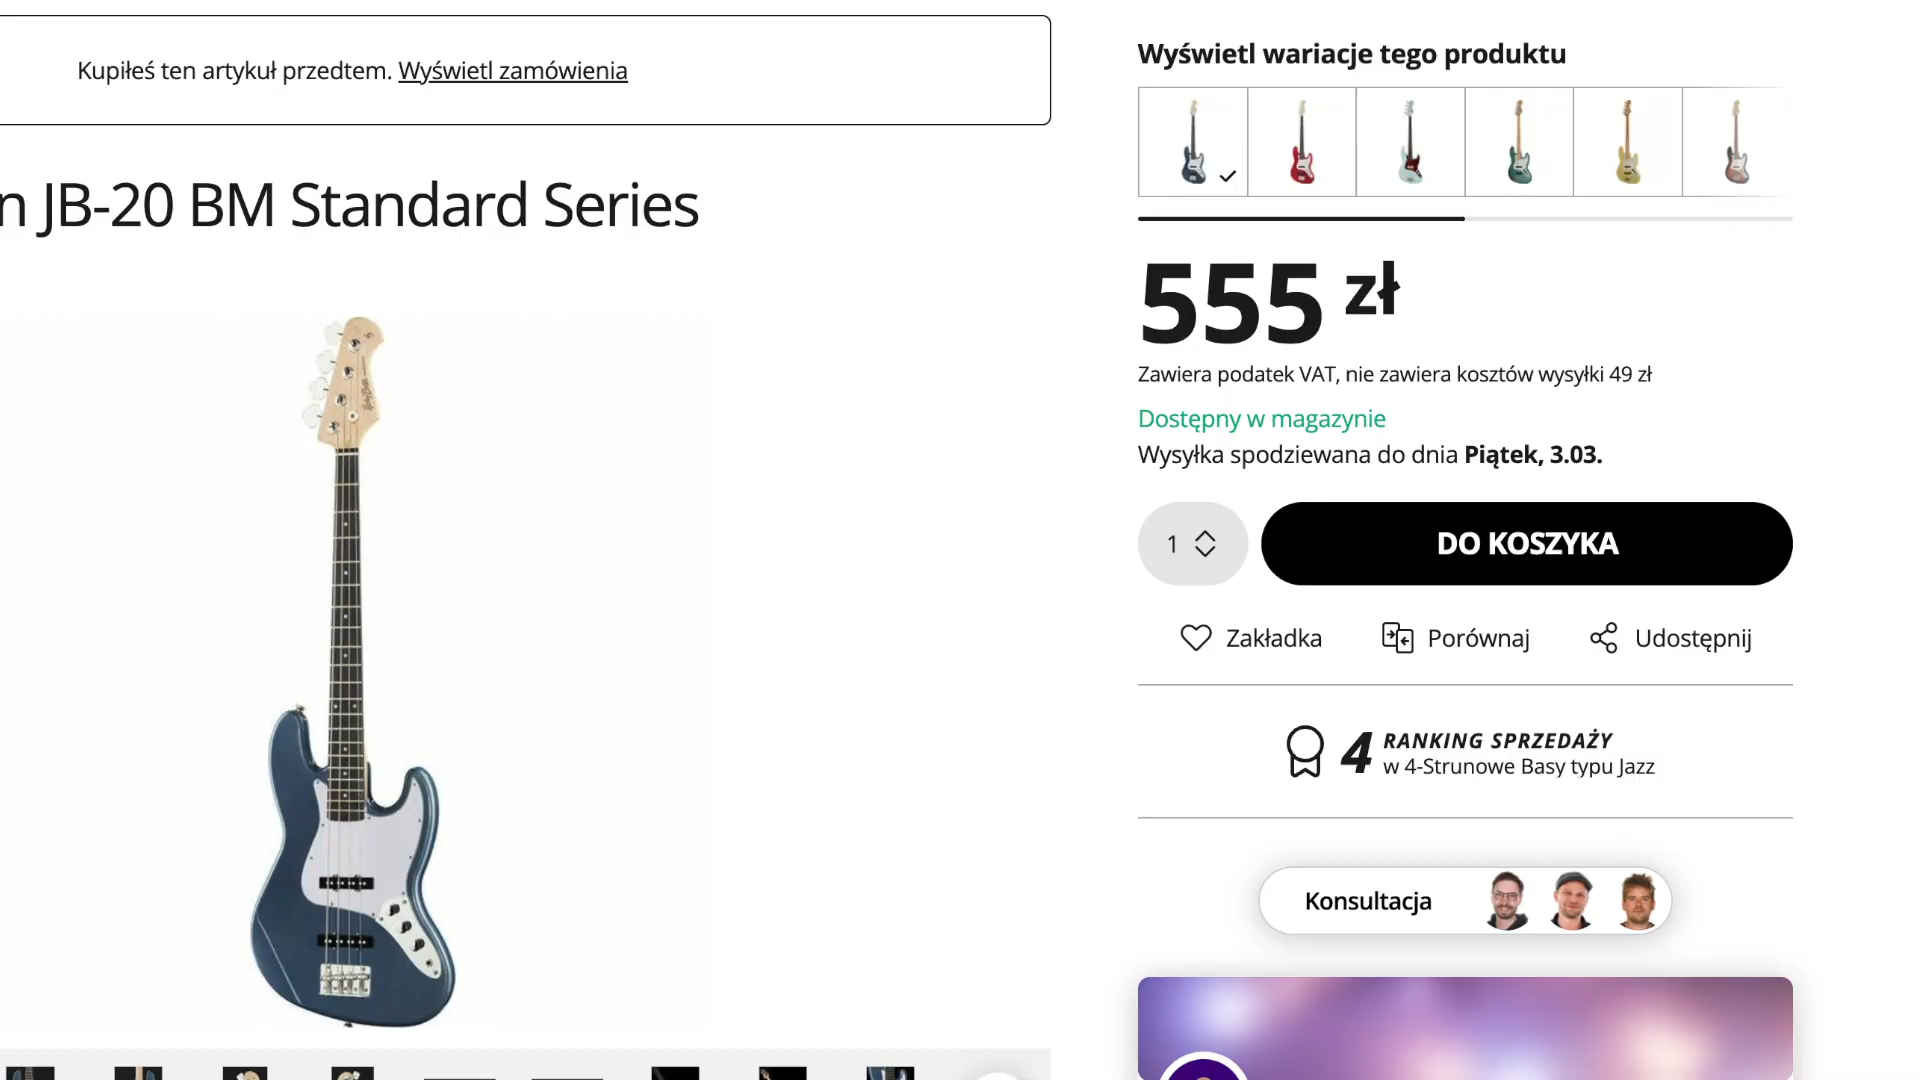 Kupiłeś ten artykuł przedtem. Wyświetl zamówienia
n JB-20 BM Standard Series
Wyświetl wariacje tego produktu
555 zł
Zawiera podatek VAT, nie zawiera kosztów wysyłki 49 zł
Dostępny w magazynie
Wysyłka spodziewana do dnia Piątek, 3.03.
1
DO KOSZYKA
Zakładka
Porównaj
Udostępnij
4 RANKING SPRZEDAŻY
w 4-Strunowe Basy typu Jazz
Konsultacja